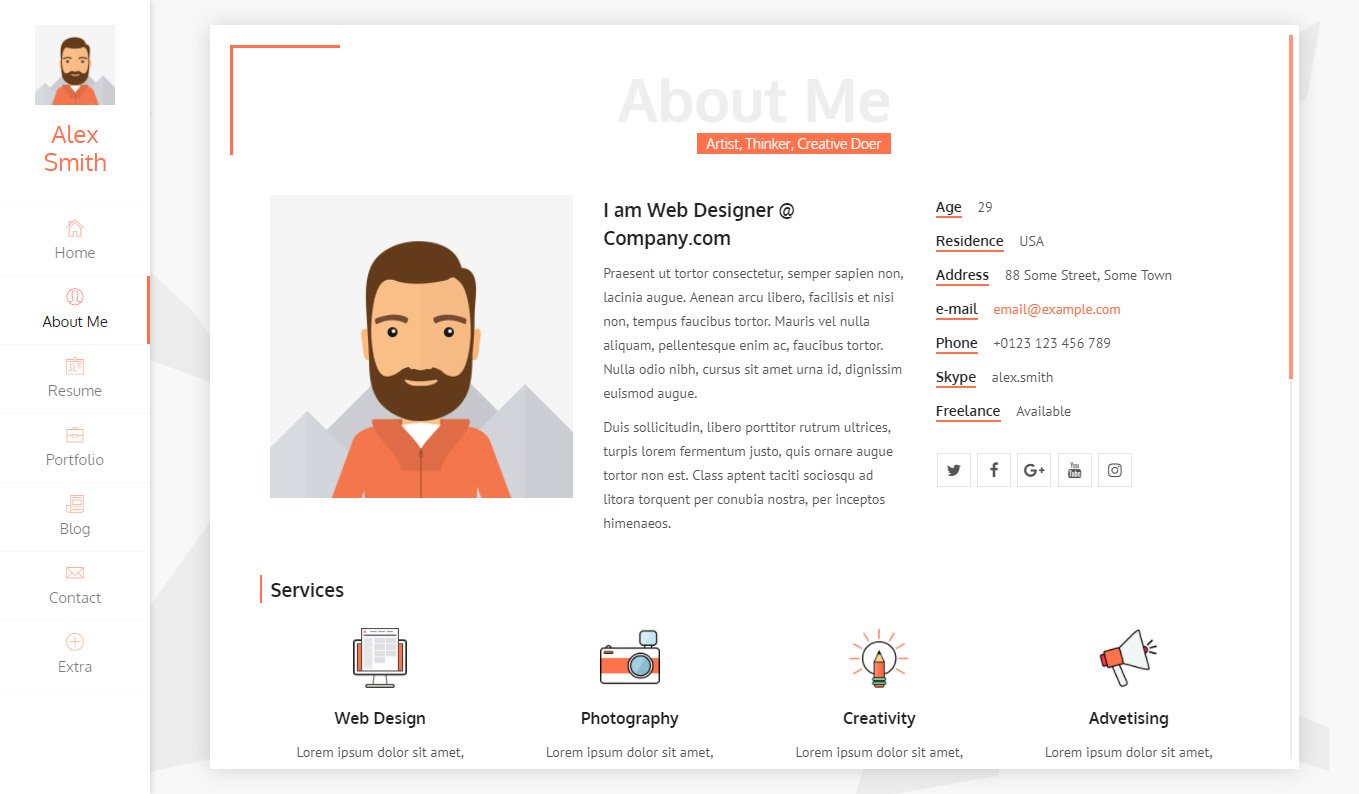 Alex
Smith
Home
About Me
Resume
Portfolio
Blog
Contact
Extra
About Me
Artist, Thinker, Creative Doer
I am Web Designer @
Company.com
Praesent ut tortor consectetur, semper sapien non,
lacinia augue. Aenean arcu libero, facilisis et nisi
non, tempus faucibus tortor. Mauris vel nulla
aliquam, pellentesque enim ac, faucibus tortor.
Nulla odio nibh, cursus sit amet urna id, dignissim
euismod augue.
Duis sollicitudin, libero porttitor rutrum ultrices,
turpis lorem fermentum justo, quis ornare augue
tortor non est. Class aptent taciti sociosqu ad
litora torquent per conubia nostra, per inceptos
himenaeos.
Age 29
Residence USA
Address 88 Some Street, Some Town
e-mail email@example.com
Phone +0123 123 456 789
Skype alex.smith
Freelance Available
f G+ You Tube
Services
Web Design Photography Creativity Advetising
Lorem ipsum dolor sit amet, Lorem ipsum dolor sit amet, Lorem ipsum dolor sit amet, Lorem ipsum dolor sit amet,